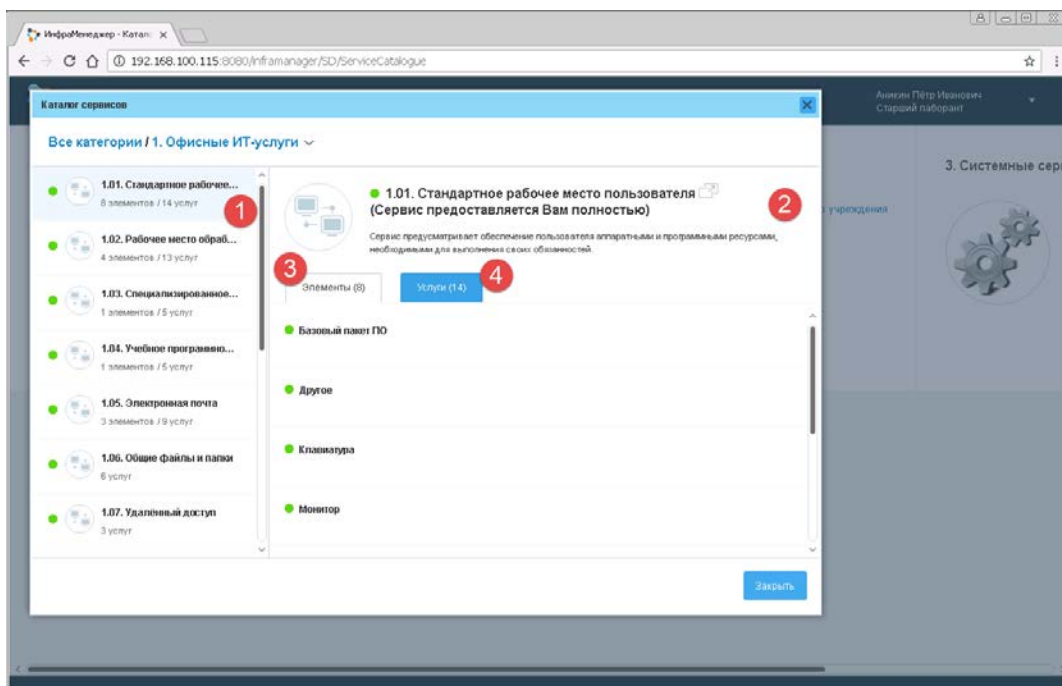 ИнфраМенеджер - Катало
192.168.100.115:8080/inframanager/SD/ServiceCatalogue
Аникин Пётр Иванович
Старший лаборант
Каталог сервисов
Все категории / 1. Офисные ИТ-услуги
1.01. Стандартное рабочее...
8 элементов / 14 услуг
1
1.02. Рабочее место обраб...
4 элементов / 13 услуг
1.03. Специализированное...
1 элементов / 5 услуг
1.04. Учебное программно...
1 элементов / 5 услуг
1.05. Электронная почта
3 элементов / 9 услуг
1.06. Общие файлы и папки
6 услуг
1.07. Удалённый доступ
3 услуг
1.01. Стандартное рабочее место пользователя
(Сервис предоставляется Вам полностью)
2
Сервис предусматривает обеспечение пользователя аппаратными и программными ресурсами,
необходимыми для выполнения своих обязанностей.
3
4
Элементы (8)
Услуги (14)
Базовый пакет ПО
Другое
Клавиатура
Монитор
Закрыть
3. Системные сер
учреждения